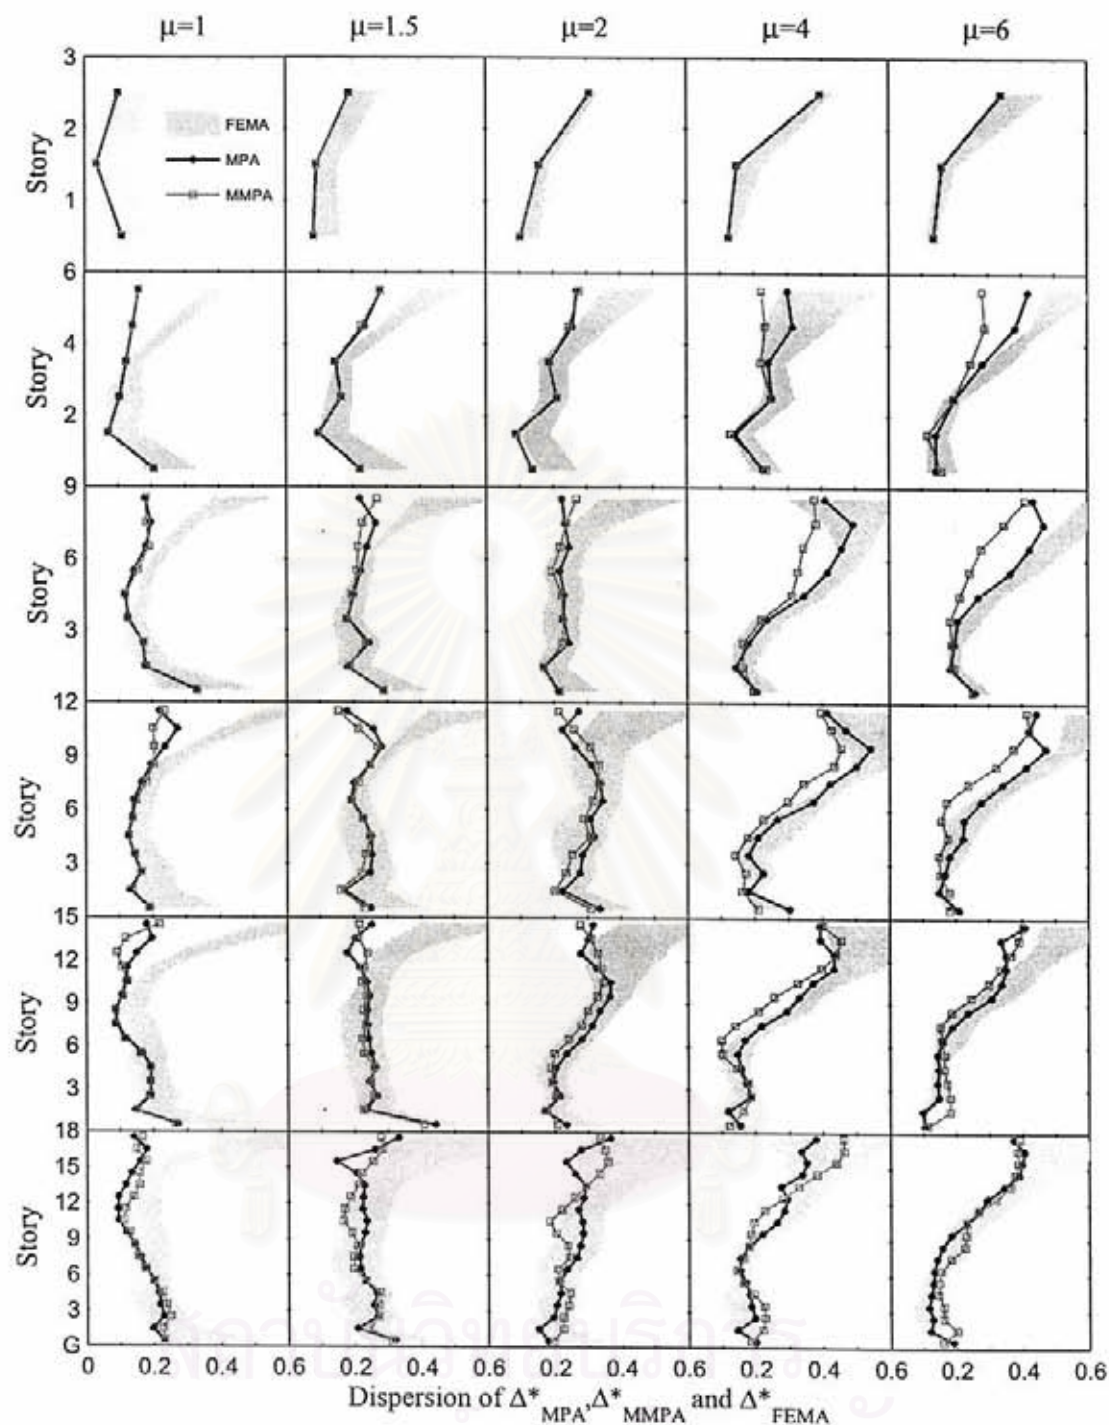 μ=1 μ=1.5 μ=2 μ=4 μ=6
3
2
1
6
Story
FEMA
MPA
MMPA
4
2
9
Story
6
3
12
Story
9
6
3
15
Story
12
9
6
3
18
Story
15
12
9
6
3
G
Story
0 0.2 0.4 0.6 0.2 0.4 0.6 0.2 0.4 0.6 0.2 0.4 0.6 0.2 0.4 0.6
Dispersion of Δ*MPA,Δ*MMPA and Δ*FEMA